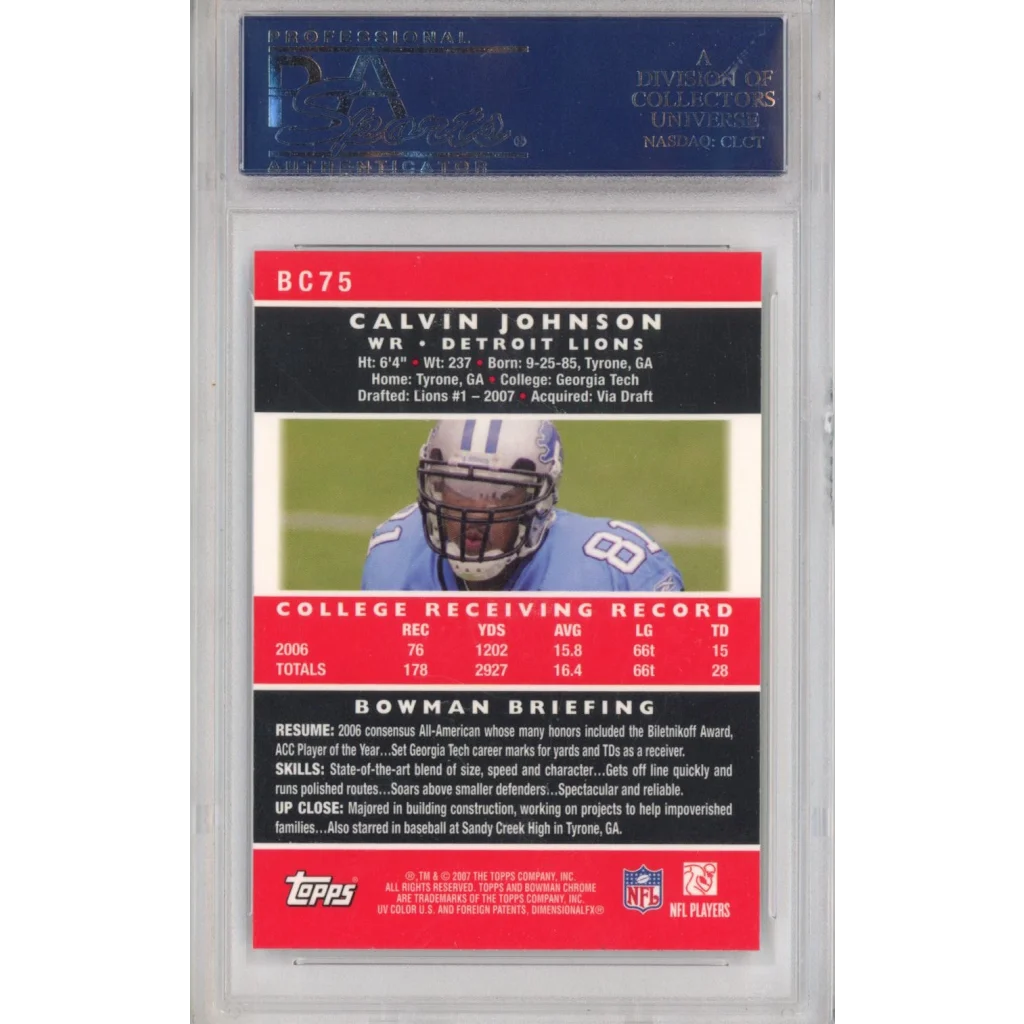 PROFESSIONAL
PSA
Sports®
AUTHENTICATOR
A
DIVISION OF
COLLECTORS
UNIVERSE
NASDAQ: CLCT
BC75
CALVIN JOHNSON
WR • DETROIT LIONS
Ht: 6'4" • Wt: 237 • Born: 9-25-85, Tyrone, GA
Home: Tyrone, GA • College: Georgia Tech
Drafted: Lions #1 – 2007 • Acquired: Via Draft
81
81
COLLEGE RECEIVING RECORD
REC YDS AVG LG TD
2006 76 1202 15.8 66t 15
TOTALS 178 2927 16.4 66t 28
BOWMAN BRIEFING
RESUME: 2006 consensus All-American whose many honors included the Biletnikoff Award,
ACC Player of the Year...Set Georgia Tech career marks for yards and TDs as a receiver.
SKILLS: State-of-the-art blend of size, speed and character...Gets off line quickly and
runs polished routes...Soars above smaller defenders...Spectacular and reliable.
UP CLOSE: Majored in building construction, working on projects to help impoverished
families...Also starred in baseball at Sandy Creek High in Tyrone, GA.
Topps®
®,TM & © 2007 THE TOPPS COMPANY, INC.
ALL RIGHTS RESERVED. TOPPS AND BOWMAN CHROME
ARE TRADEMARKS OF THE TOPPS COMPANY, INC.
UV COLOR U.S. AND FOREIGN PATENTS, DIMENSIONALFX®
NFL
NFL PLAYERS